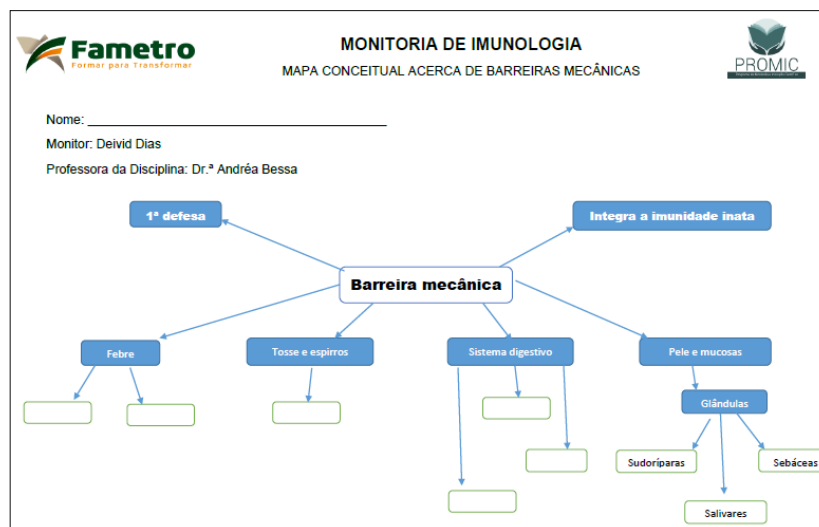 Fametro
Formar para Transformar
MONITORIA DE IMUNOLOGIA
MAPA CONCEITUAL ACERCA DE BARREIRAS MECÂNICAS
PROMIC
Nome:
Monitor: Deivid Dias
Professora da Disciplina: Dr.ª Andréa Bessa
1ª defesa
Integra a imunidade inata
Barreira mecânica
Febre
Tosse e espirros
Sistema digestivo
Pele e mucosas
Glândulas
Sudoríparas
Sebáceas
Salivares